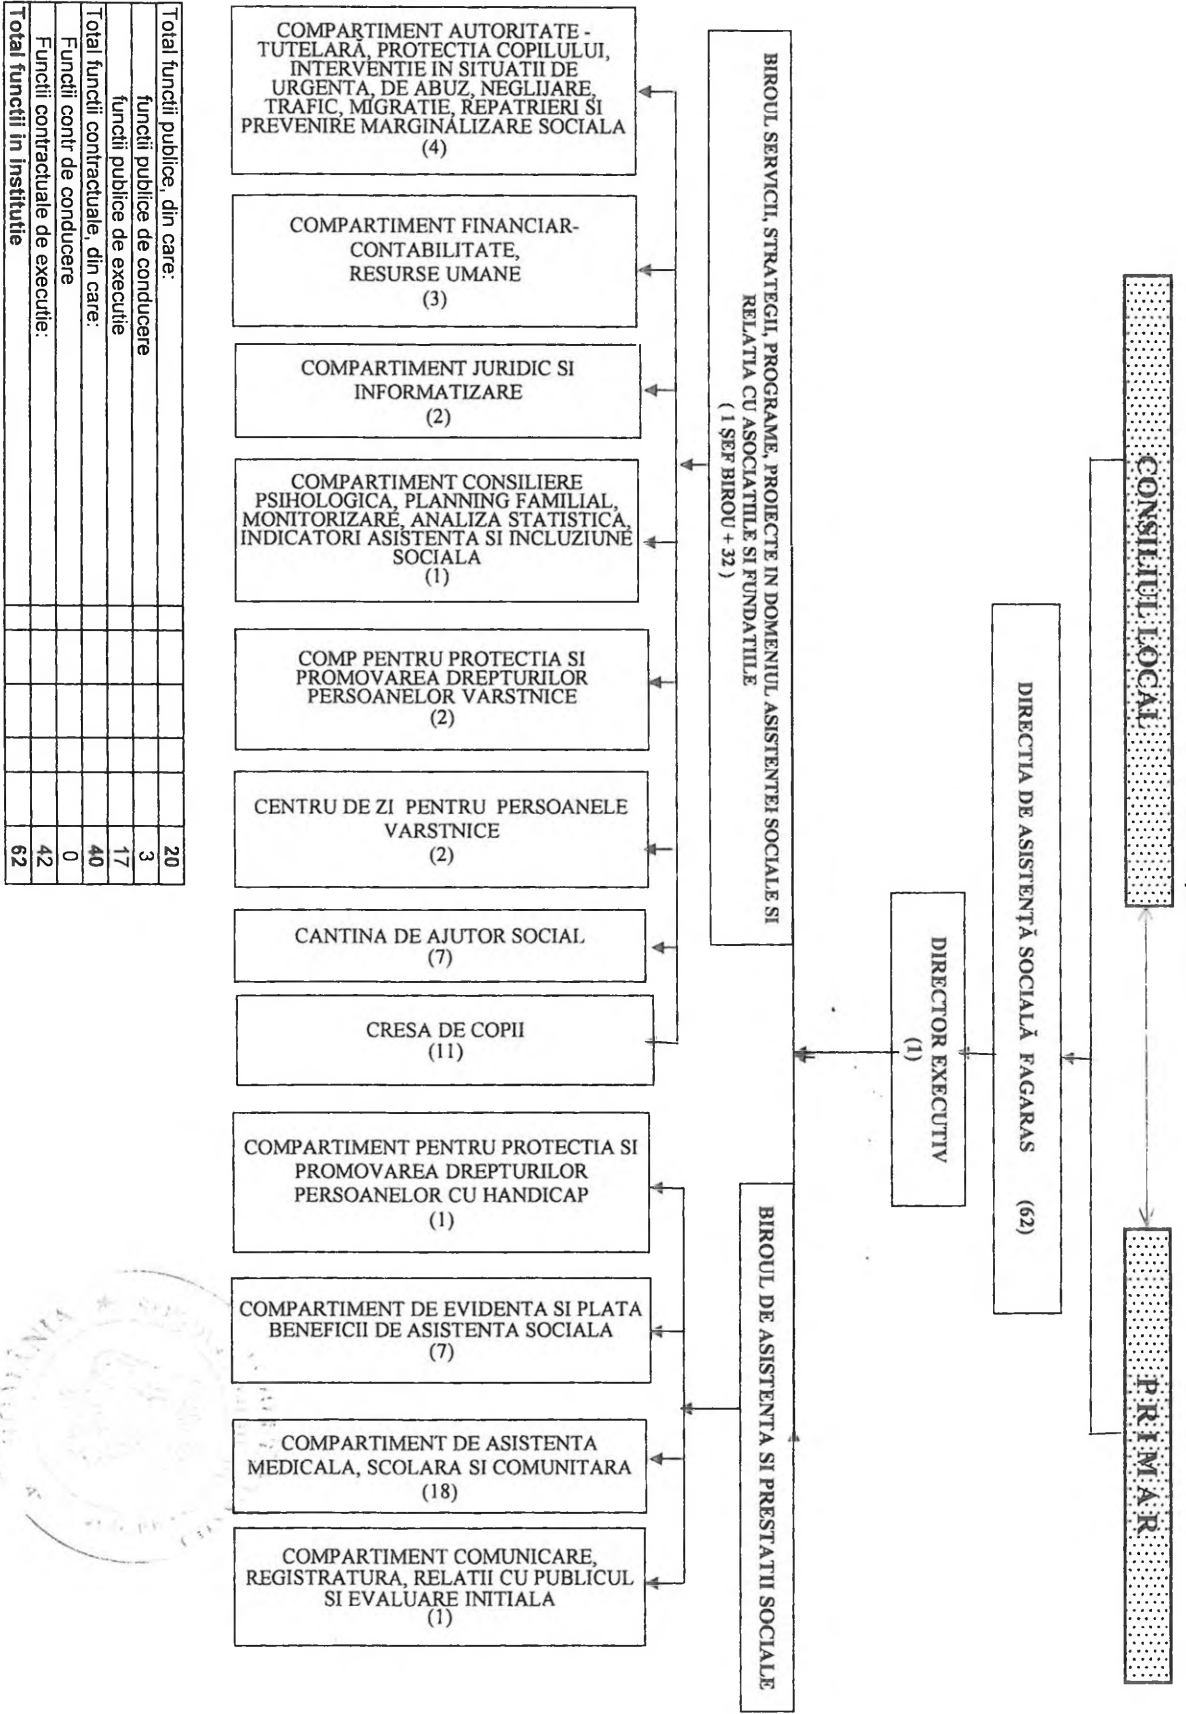 CONSILIUL LOCAL
PRIMAR
DIRECTIA DE ASISTENŢĂ SOCIALĂ FAGARAS (62)
DIRECTOR EXECUTIV
(1)
BIROUL SERVICII, STRATEGII, PROGRAME, PROIECTE IN DOMENIUL ASISTENTEI SOCIALE SI
RELATIA CU ASOCIATIILE SI FUNDATIILE
( 1 ŞEF BIROU + 32 )
BIROUL DE ASISTENTA SI PRESTATII SOCIALE
COMPARTIMENT AUTORITATE -
TUTELARĂ, PROTECTIA COPILULUI,
INTERVENTIE IN SITUATII DE
URGENTA, DE ABUZ, NEGLIJARE,
TRAFIC, MIGRATIE, REPATRIERI SI
PREVENIRE MARGINALIZARE SOCIALA
(4)
COMPARTIMENT FINANCIAR-
CONTABILITATE,
RESURSE UMANE
(3)
COMPARTIMENT JURIDIC SI
INFORMATIZARE
(2)
COMPARTIMENT CONSILIERE
PSIHOLOGICA, PLANNING FAMILIAL,
MONITORIZARE, ANALIZA STATISTICA,
INDICATORI ASISTENTA SI INCLUZIUNE
SOCIALA
(1)
COMP PENTRU PROTECTIA SI
PROMOVAREA DREPTURILOR
PERSOANELOR VARSTNICE
(2)
CENTRU DE ZI PENTRU PERSOANELE
VARSTNICE
(2)
CANTINA DE AJUTOR SOCIAL
(7)
CRESA DE COPII
(11)
COMPARTIMENT PENTRU PROTECTIA SI
PROMOVAREA DREPTURILOR
PERSOANELOR CU HANDICAP
(1)
COMPARTIMENT DE EVIDENTA SI PLATA
BENEFICII DE ASISTENTA SOCIALA
(7)
COMPARTIMENT DE ASISTENTA
MEDICALA, SCOLARA SI COMUNITARA
(18)
COMPARTIMENT COMUNICARE,
REGISTRATURA, RELATII CU PUBLICUL
SI EVALUARE INITIALA
(1)
Total functii publice, din care: 20
functii publice de conducere 3
functii publice de executie 17
Total functii contractuale, din care: 40
Functii contr de conducere 0
Functii contractuale de executie: 42
Total functii in institutie 62